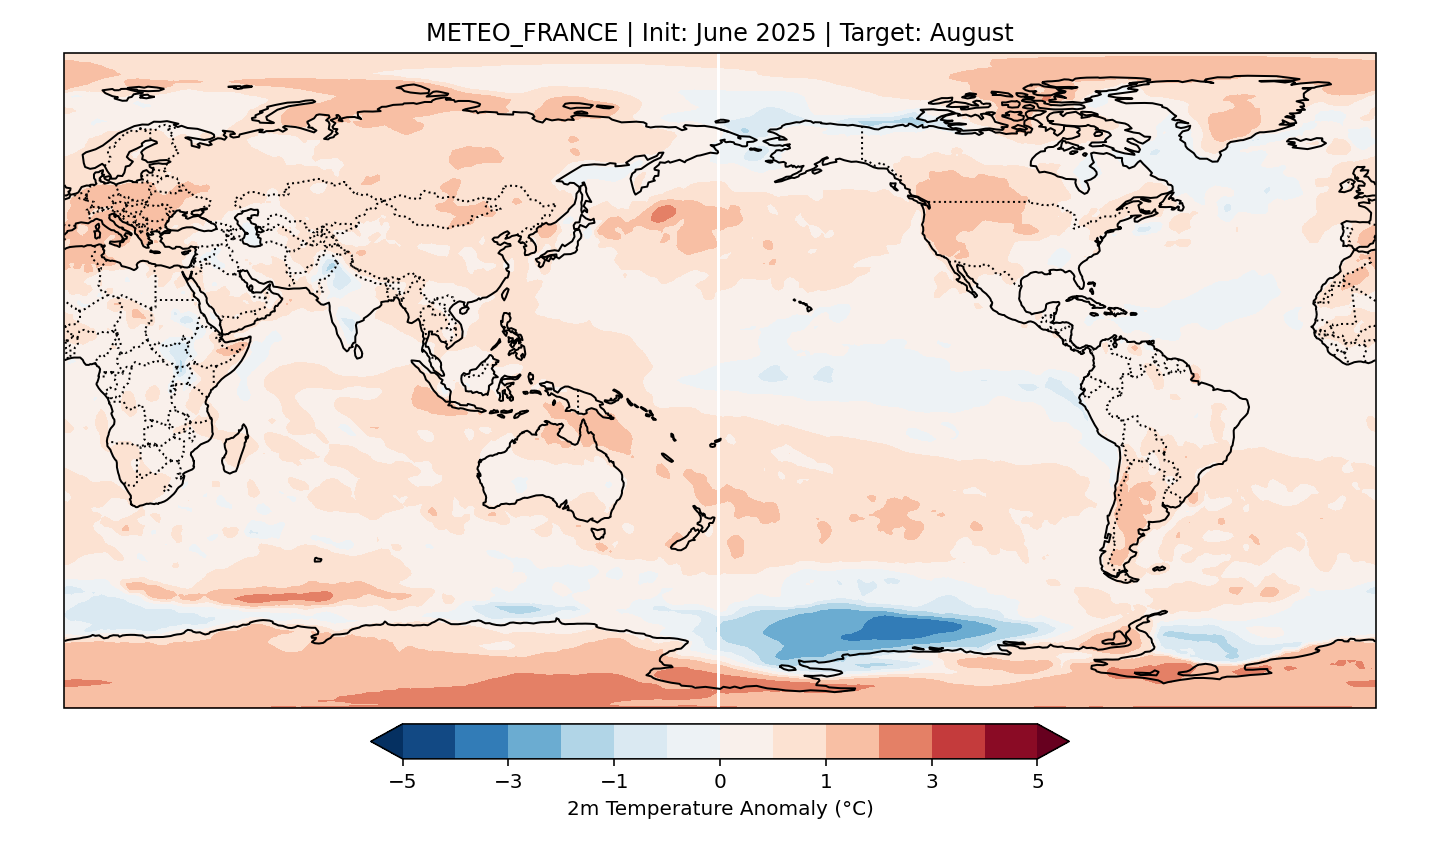 METEO_FRANCE | Init: June 2025 | Target: August
−5 −3 −1 0 1 3 5
2m Temperature Anomaly (°C)